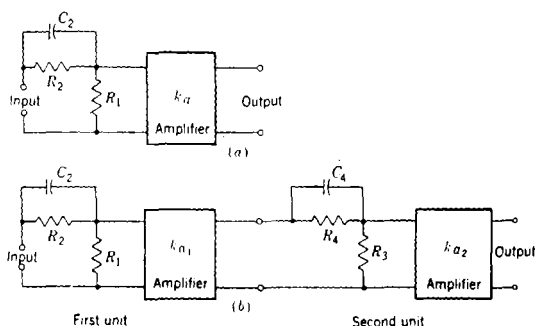 C₂
R₂
Input
R₁
ka
Amplifier
Output
(a)
C₂
R₂
Input
R₁
ka₁
Amplifier
(b)
C₄
R₄
R₃
ka₂
Amplifier
Output
First unit
Second unit